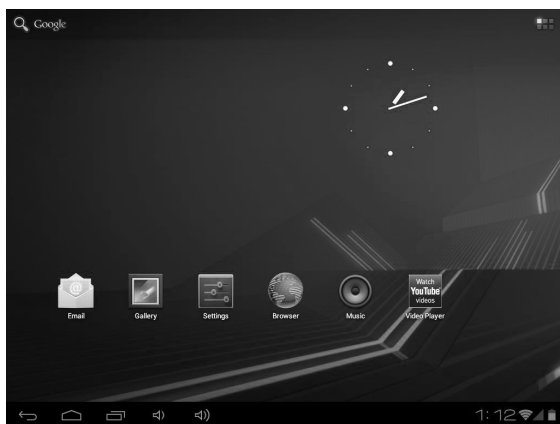 Google
Watch
YouTube
videos
Email Gallery Settings Browser Music Video Player
1:12